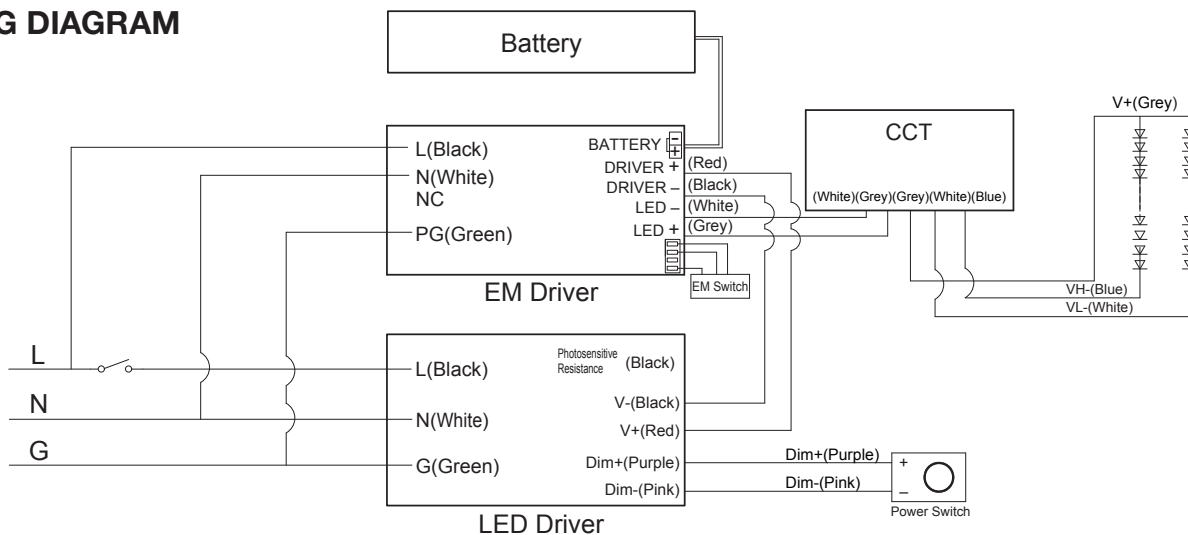 G DIAGRAM
Battery
L(Black)
N(White)
NC
PG(Green)
BATTERY - +
DRIVER + (Red)
DRIVER – (Black)
LED – (White)
LED + (Grey)
EM Switch
EM Driver
CCT
(White)(Grey)(Grey)(White)(Blue)
V+(Grey)
VH-(Blue)
VL-(White)
L
N
G
L(Black)
N(White)
G(Green)
Photosensitive
Resistance
(Black)
V-(Black)
V+(Red)
Dim+(Purple)
Dim-(Pink)
LED Driver
Dim+(Purple)
Dim-(Pink)
+
–
Power Switch